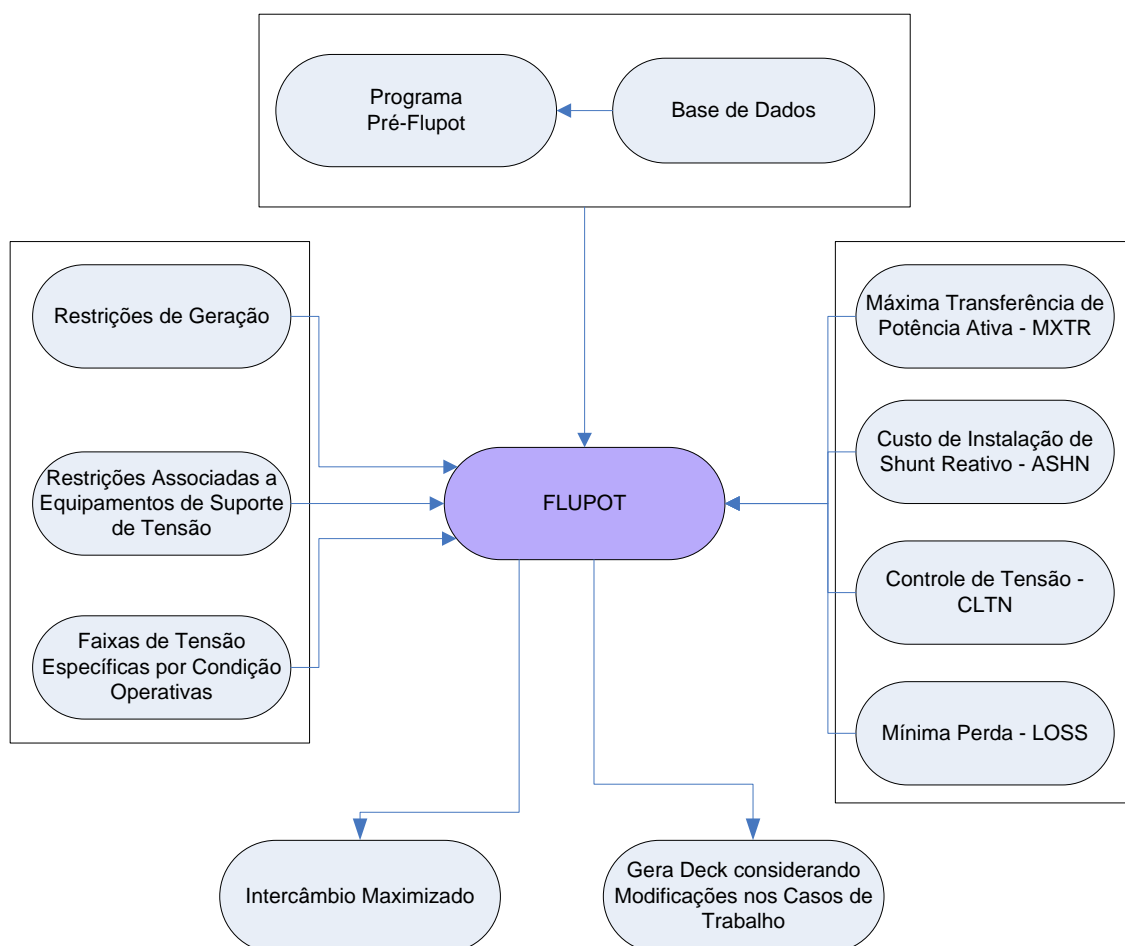 Programa
Pré-Flupot
Base de Dados
Restrições de Geração
Restrições Associadas a
Equipamentos de Suporte
de Tensão
Faixas de Tensão
Específicas por Condição
Operativas
FLUPOT
Máxima Transferência de
Potência Ativa - MXTR
Custo de Instalação de
Shunt Reativo - ASHN
Controle de Tensão -
CLTN
Mínima Perda - LOSS
Intercâmbio Maximizado
Gera Deck considerando
Modificações nos Casos de
Trabalho